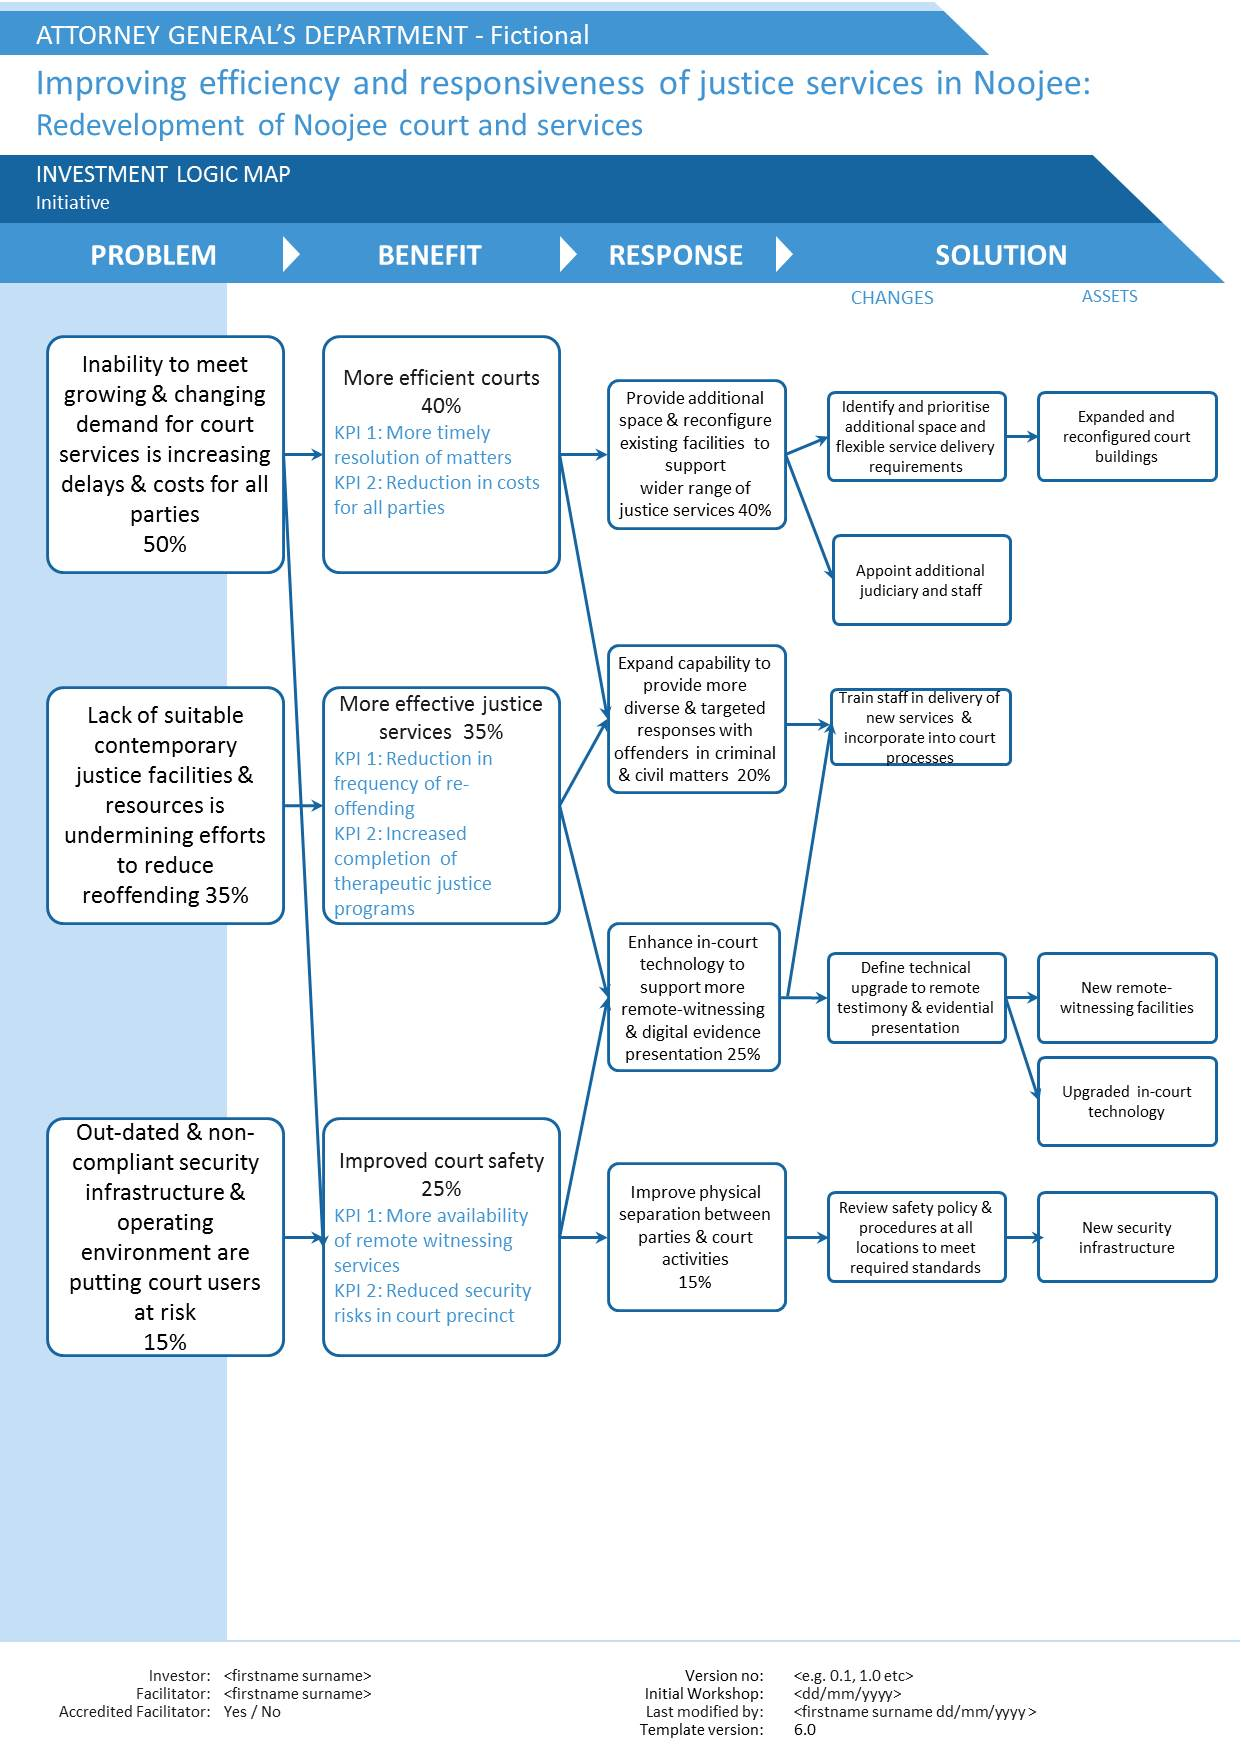 ATTORNEY GENERAL'S DEPARTMENT - Fictional
Improving efficiency and responsiveness of justice services in Noojee:
Redevelopment of Noojee court and services
INVESTMENT LOGIC MAP
Initiative
PROBLEM
BENEFIT
RESPONSE
SOLUTION
CHANGES
ASSETS
Inability to meet
growing & changing
demand for court
services is increasing
delays & costs for all
parties
50%
Lack of suitable
contemporary
justice facilities &
resources is
undermining efforts
to reduce
reoffending 35%
Out-dated & non-
compliant security
infrastructure &
operating
environment are
putting court users
at risk
15%
More efficient courts
40%
KPI 1: More timely
resolution of matters
KPI 2: Reduction in costs
for all parties
More effective justice
services 35%
KPI 1: Reduction in
frequency of re-
offending
KPI 2: Increased
completion of
therapeutic justice
programs
Improved court safety
25%
KPI 1: More availability
of remote witnessing
services
KPI 2: Reduced security
risks in court precinct
Provide additional
space & reconfigure
existing facilities to
support
wider range of
justice services 40%
Expand capability to
provide more
diverse & targeted
responses with
offenders in criminal
& civil matters 20%
Enhance in-court
technology to
support more
remote-witnessing
& digital evidence
presentation 25%
Improve physical
separation between
parties & court
activities
15%
Identify and prioritise
additional space and
flexible service delivery
requirements
Appoint additional
judiciary and staff
Train staff in delivery of
new services &
incorporate into court
processes
Define technical
upgrade to remote
testimony & evidential
presentation
Review safety policy &
procedures at all
locations to meet
required standards
Expanded and
reconfigured court
buildings
New remote-
witnessing facilities
Upgraded in-court
technology
New security
infrastructure
Investor: <firstname surname>
Facilitator: <firstname surname>
Accredited Facilitator: Yes / No
Version no: <e.g. 0.1, 1.0 etc>
Initial Workshop: <dd/mm/yyyy>
Last modified by: <firstname surname dd/mm/yyyy >
Template version: 6.0